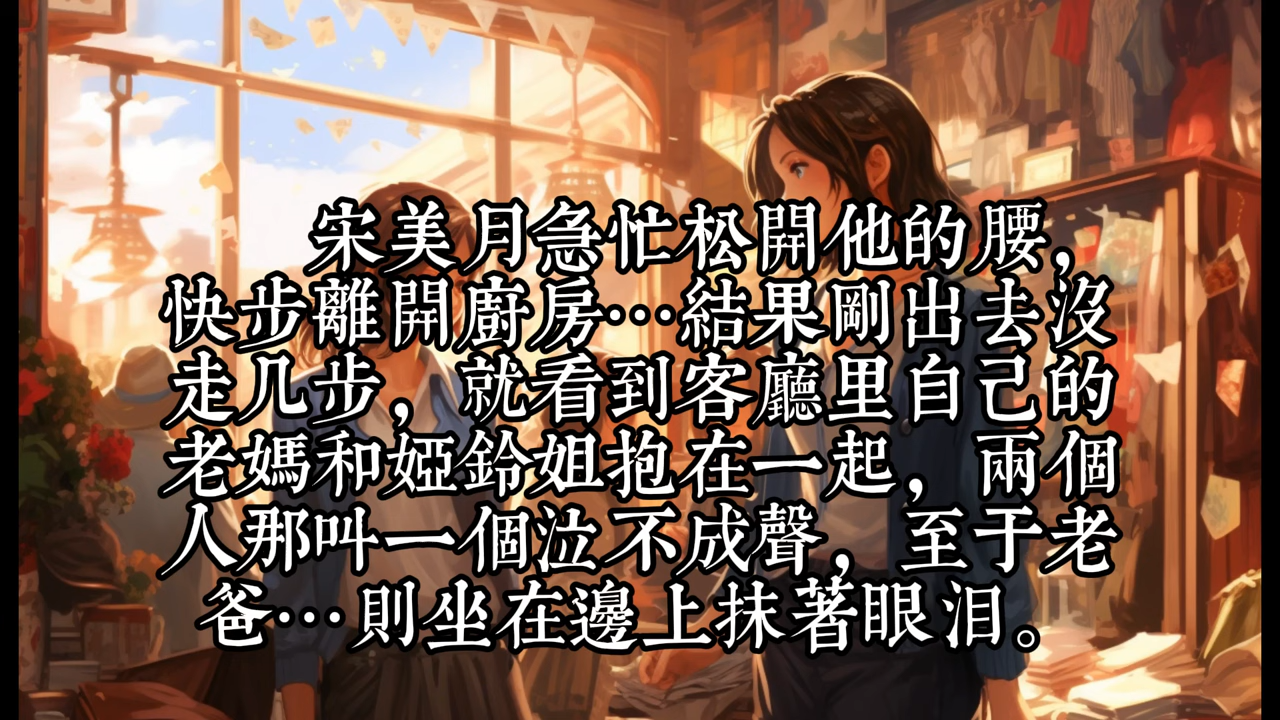 宋美月急忙松開他的腰，
快步離開廚房…結果剛出去沒
走几步，就看到客廳里自己的
老媽和婭鈴姐抱在一起，兩個
人那叫一個泣不成聲，至于老
爸…則坐在邊上抹著眼泪。